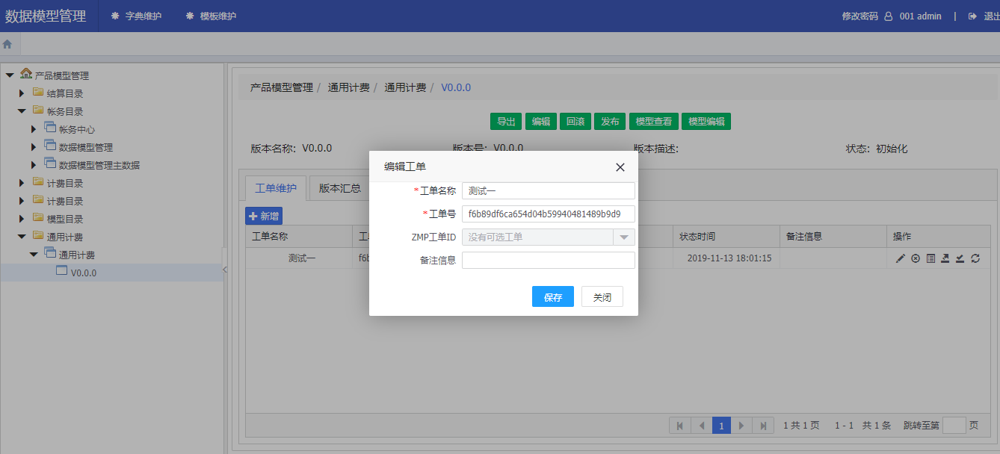 数据模型管理 字典维护 模板维护 修改密码 001 admin | 退出
产品模型管理
结算目录
帐务目录
帐务中心
数据模型管理
数据模型管理主数据
计费目录
计费目录
模型目录
通用计费
通用计费
V0.0.0
产品模型管理 / 通用计费 / 通用计费 / V0.0.0
导出 编辑 回滚 发布 模型查看 模型编辑
版本名称: V0.0.0 版本号: V0.0.0 版本描述: 状态: 初始化
工单维护 版本汇总
新增
工单名称 工 状态时间 备注信息 操作
测试一 f6b 2019-11-13 18:01:15
1 1 共 1 页 1 - 1 共 1 条 跳转至第 页
编辑工单
*工单名称 测试一
*工单号 f6b89df6ca654d04b59940481489b9d9
ZMP工单ID 没有可选工单
备注信息
保存 关闭